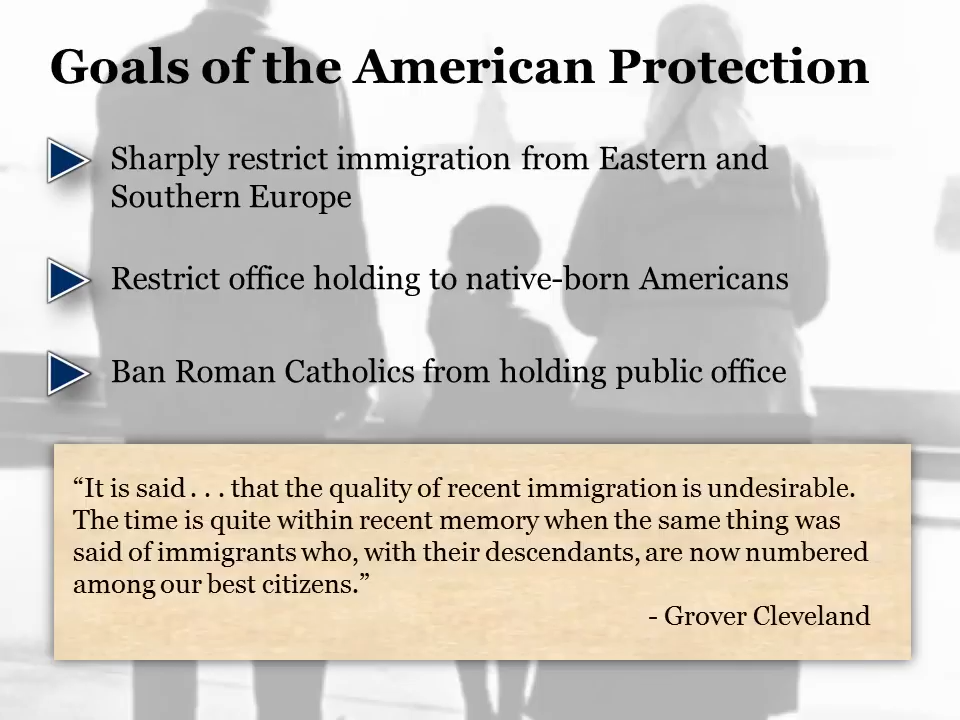 Goals of the American Protection
Sharply restrict immigration from Eastern and
Southern Europe
Restrict office holding to native-born Americans
Ban Roman Catholics from holding public office
“It is said . . . that the quality of recent immigration is undesirable.
The time is quite within recent memory when the same thing was
said of immigrants who, with their descendants, are now numbered
among our best citizens.”
- Grover Cleveland